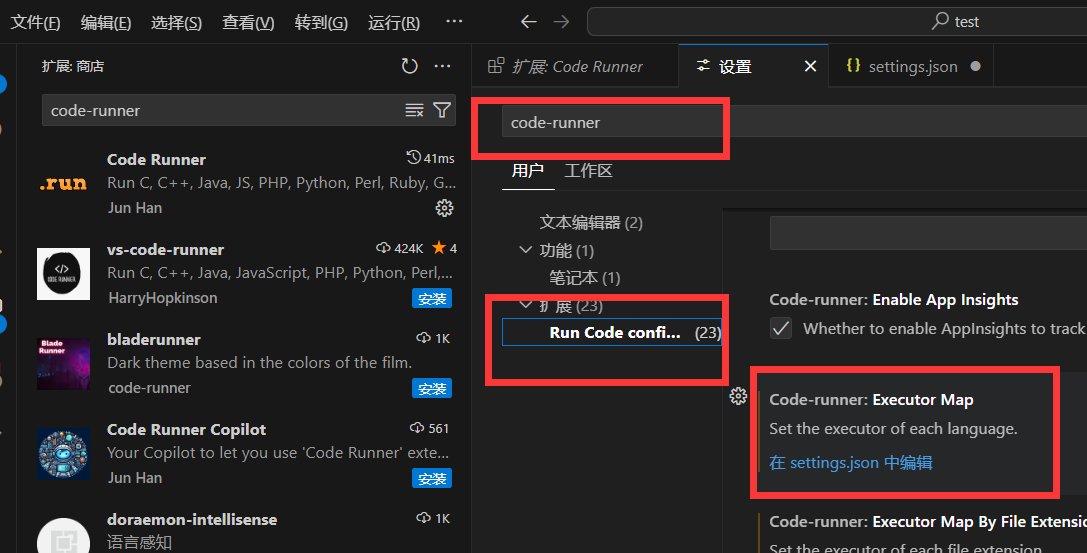 文件(F) 编辑(E) 选择(S) 查看(V) 转到(G) 运行(R) ··· test
扩展: 商店
code-runner
Code Runner 41ms
Run C, C++, Java, JS, PHP, Python, Perl, Ruby, G...
Jun Han
vs-code-runner 424K 4
Run C, C++, Java, JavaScript, PHP, Python, Perl,...
HarryHopkinson 安装
bladerunner 1K
Dark theme based in the colors of the film.
code-runner 安装
Code Runner Copilot 561
Your Copilot to let you use 'Code Runner' exte...
Jun Han 安装
doraemon-intellisense 1K
语言感知
Blade
Runner
CODE RUNNER
.run
扩展: Code Runner 设置 {} settings.json
code-runner
用户 工作区
文本编辑器 (2)
功能 (1)
笔记本 (1)
扩展 (23)
Run Code confi... (23)
Code-runner: Enable App Insights
Whether to enable AppInsights to track
Code-runner: Executor Map
Set the executor of each language.
在 settings.json 中编辑
Code-runner: Executor Map By File Extensio
Set the executor of each file extension.